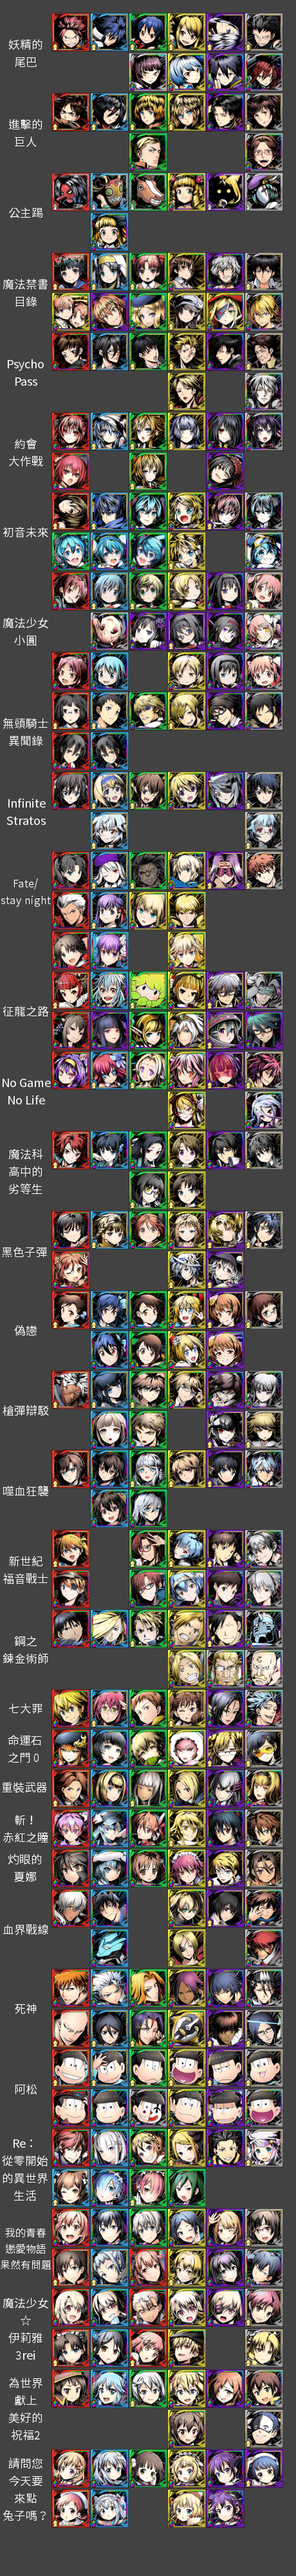 妖精的
尾巴
進擊的
巨人
公主踢
魔法禁書
目錄
Psycho
Pass
約會
大作戰
初音未來
魔法少女
小圓
無頭騎士
異聞錄
Infinite
Stratos
Fate/
stay night
征龍之路
No Game
No Life
魔法科
高中的
劣等生
黑色子彈
偽戀
槍彈辯駁
噬血狂襲
新世紀
福音戰士
鋼之
鍊金術師
七大罪
命運石
之門 0
重裝武器
斬！
赤紅之瞳
灼眼的
夏娜
血界戰線
死神
阿松
Re：
從零開始
的異世界
生活
我的青春
戀愛物語
果然有問題
魔法少女
☆
伊莉雅
3rei
為世界
獻上
美好的
祝福2
請問您
今天要
來點
兔子嗎？